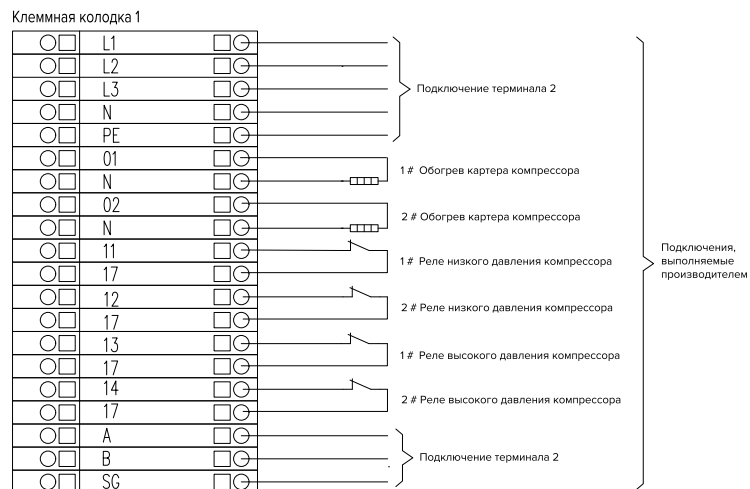 Клеммная колодка 1
L1
L2
L3
N
PE
Подключение терминала 2
01
N
1 # Обогрев картера компрессора
02
N
2 # Обогрев картера компрессора
11
17
1 # Реле низкого давления компрессора
12
17
2 # Реле низкого давления компрессора
13
17
1 # Реле высокого давления компрессора
14
17
2 # Реле высокого давления компрессора
A
B
SG
Подключение терминала 2
Подключения,
выполняемые
производителем